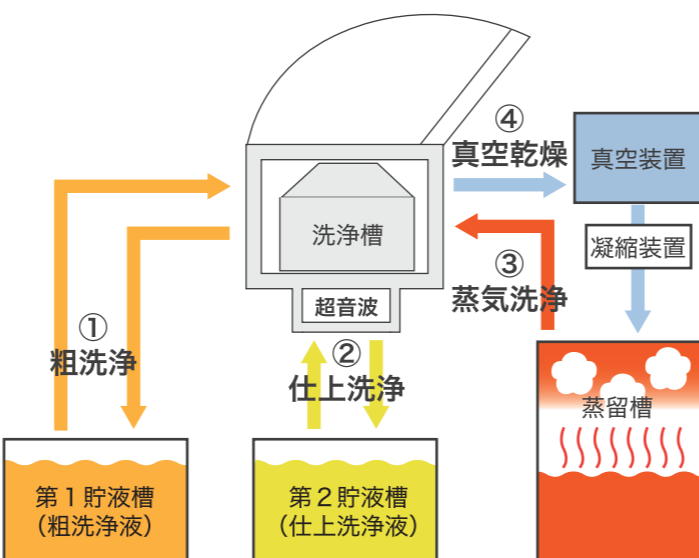 ④
真空乾燥
真空装置
洗浄槽
凝縮装置
③
蒸気洗浄
超音波
①
粗洗浄
②
仕上洗浄
蒸留槽
第１貯液槽
（粗洗浄液）
第２貯液槽
（仕上洗浄液）